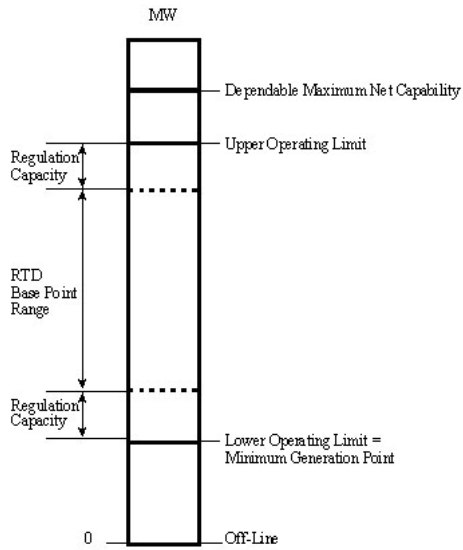 MW
Dependable Maximum Net Capability
Upper Operating Limit
Regulation
Capacity
RTD
Base Point
Range
Regulation
Capacity
Lower Operating Limit =
Minimum Generation Point
0
Off-Line